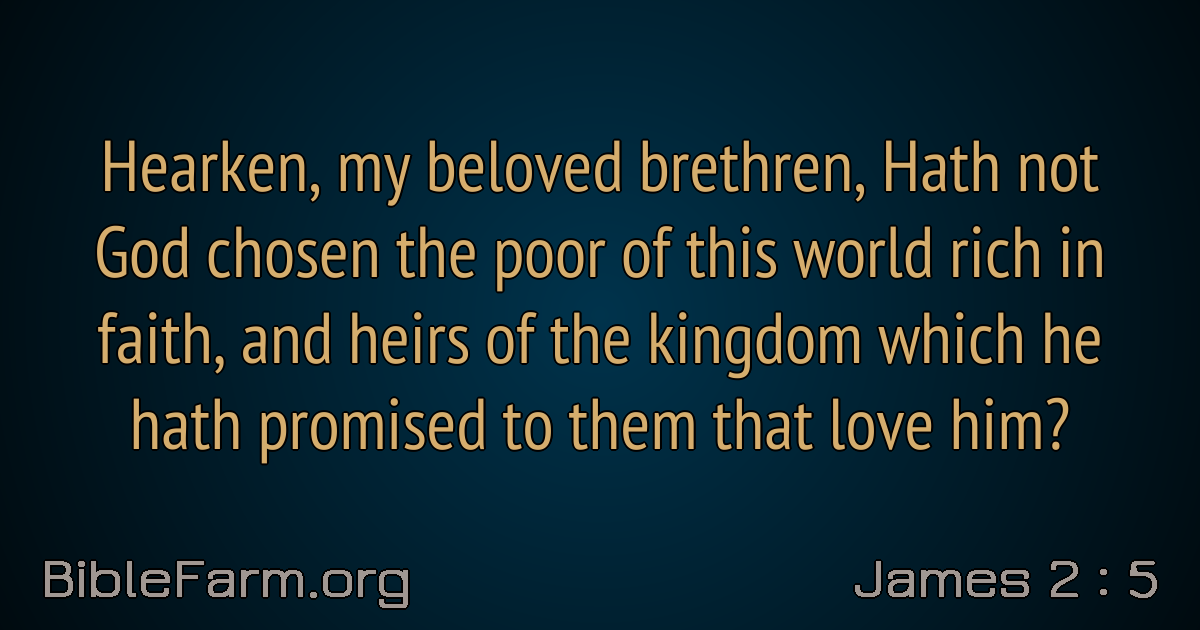 Hearken, my beloved brethren, Hath not
God chosen the poor of this world rich in
faith, and heirs of the kingdom which he
hath promised to them that love him?
BibleFarm.org
James 2 : 5